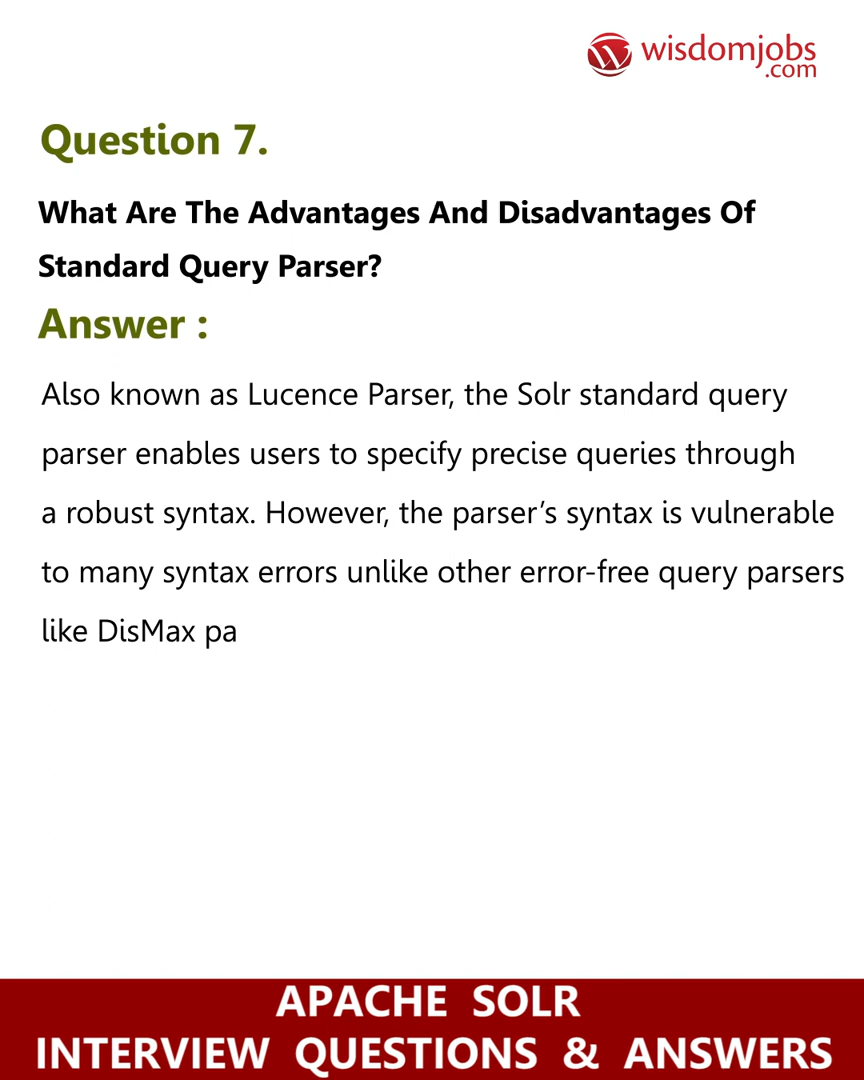 wisdomjobs
.com
Question 7.
What Are The Advantages And Disadvantages Of
Standard Query Parser?
Answer :
Also known as Lucence Parser, the Solr standard query
parser enables users to specify precise queries through
a robust syntax. However, the parser’s syntax is vulnerable
to many syntax errors unlike other error-free query parsers
like DisMax pa
APACHE SOLR
INTERVIEW QUESTIONS & ANSWERS